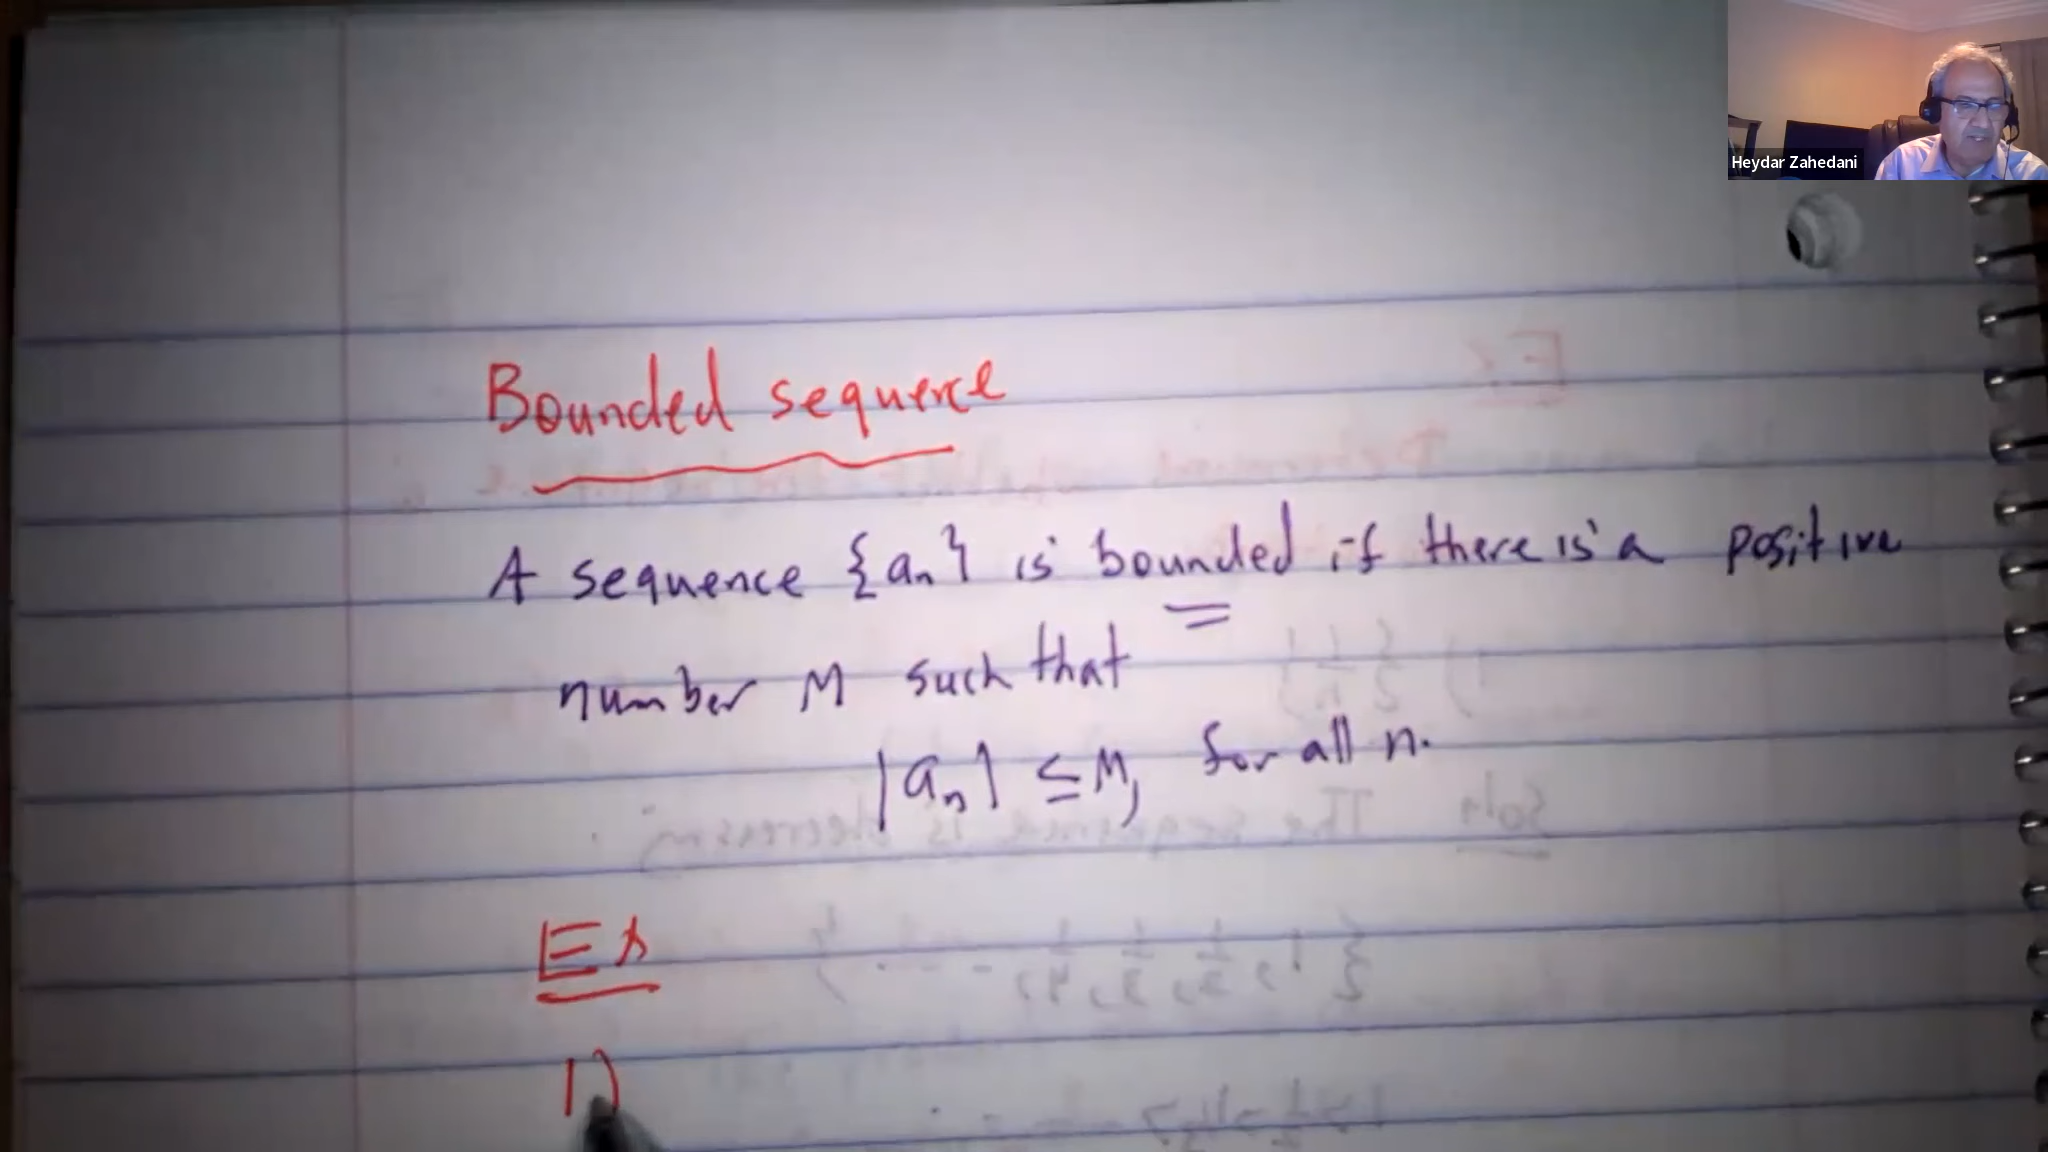 Heydar Zahedani
Bounded sequence
A sequence {aₙ} is bounded if there is a positive
number M such that
|aₙ| ≤ M, for all n.
Ex
1)